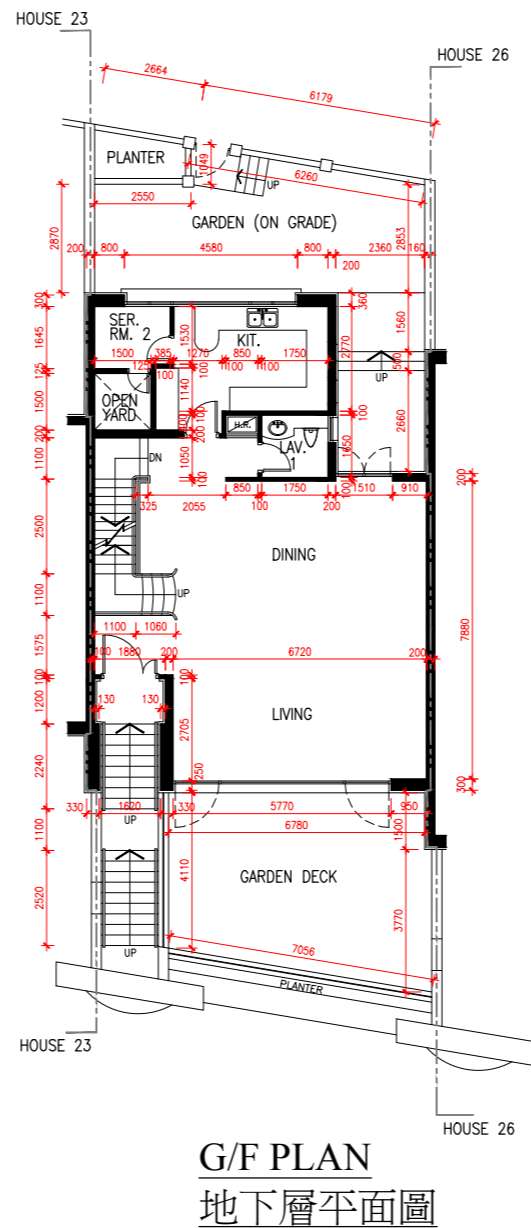 HOUSE 23
HOUSE 26
2664
6179
PLANTER
1049
6260
UP
2550
GARDEN (ON GRADE)
2870
2853
200 800 4580 800 2360 160
200
300
360
1560
SER. RM. 2
KIT.
1645
1530
2770
500
1500 385 1270 850 1750
125 100 100
UP
125
100
1140
OPEN YARD
1500
2660
100
100
H.R.
LAV. 1
200
200
1100
1050
1650
DN
100
100
200
850 1750 1510 910
325 2055 100 200
2500
DINING
UP
1100
7880
1100 1060
1575
100 1880 200 6720 200
100
100
1200
130 130
LIVING
2705
2240
250
300
330 1620 330 5770 950
UP
6780
1500
1100
4110
GARDEN DECK
3770
2520
UP
7056
PLANTER
HOUSE 23
HOUSE 26
G/F PLAN
地下層平面圖